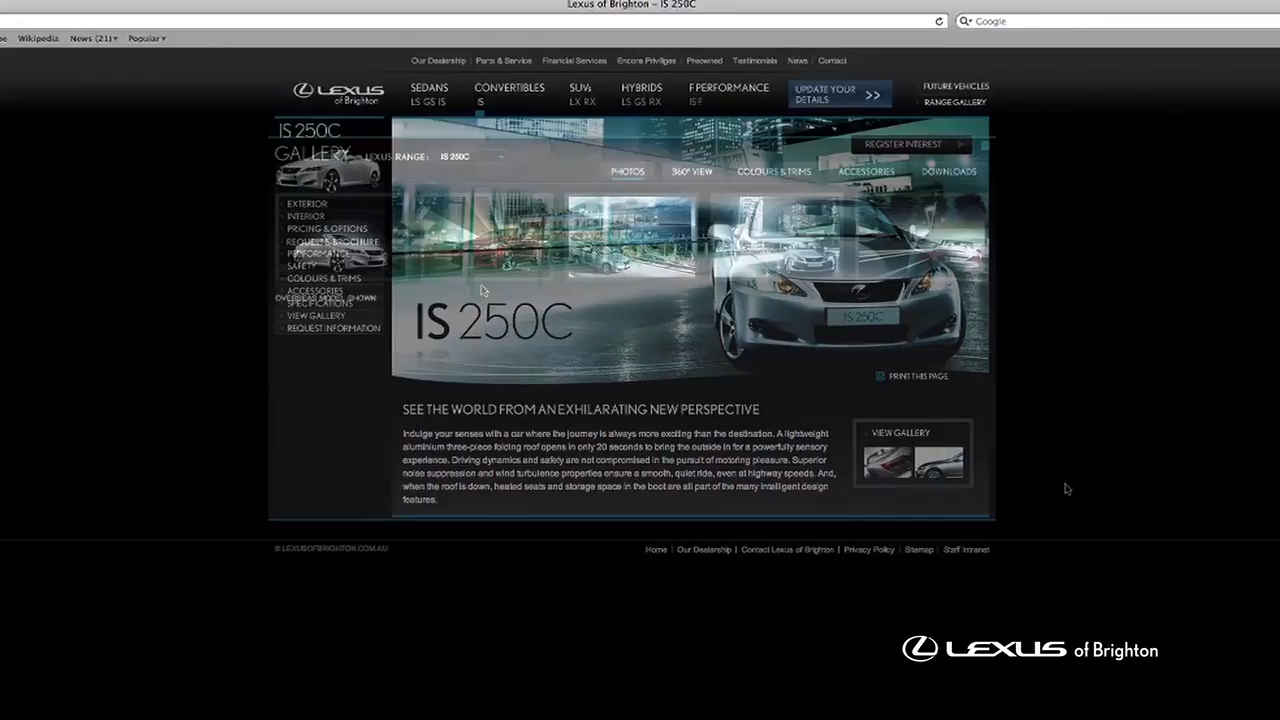 Lexus of Brighton – IS 250C
Google
Wikipedia News (21) Popular
Our Dealership | Parts & Service | Financial Services | Encore Priviliges | Preowned | Testimonials | News | Contact
LEXUS
of Brighton
SEDANS CONVERTIBLES SUVs HYBRIDS F PERFORMANCE
LS GS IS IS LX RX LS GS RX IS F
UPDATE YOUR
DETAILS >>
FUTURE VEHICLES
RANGE GALLERY
IS 250C
GALLERY
LEXUS RANGE: IS 250C
REGISTER INTEREST
PHOTOS 360° VIEW COLOURS & TRIMS ACCESSORIES DOWNLOADS
EXTERIOR
INTERIOR
PRICING & OPTIONS
REQUEST BROCHURE
PERFORMANCE
SAFETY
COLOURS & TRIMS
ACCESSORIES
OVERSEAS MODEL SHOWN
SPECIFICATIONS
VIEW GALLERY
REQUEST INFORMATION
IS 250C
IS 250C
PRINT THIS PAGE
SEE THE WORLD FROM AN EXHILARATING NEW PERSPECTIVE
Indulge your senses with a car where the journey is always more exciting than the destination. A lightweight
aluminium three-piece folding roof opens in only 20 seconds to bring the outside in for a powerfully sensory
experience. Driving dynamics and safety are not compromised in the pursuit of motoring pleasure. Superior
noise suppression and wind turbulence properties ensure a smooth, quiet ride, even at highway speeds. And,
when the roof is down, heated seats and storage space in the boot are all part of the many intelligent design
features.
VIEW GALLERY
© LEXUSOFBRIGHTON.COM.AU
Home | Our Dealership | Contact Lexus of Brighton | Privacy Policy | Sitemap | Staff Intranet
LEXUS of Brighton